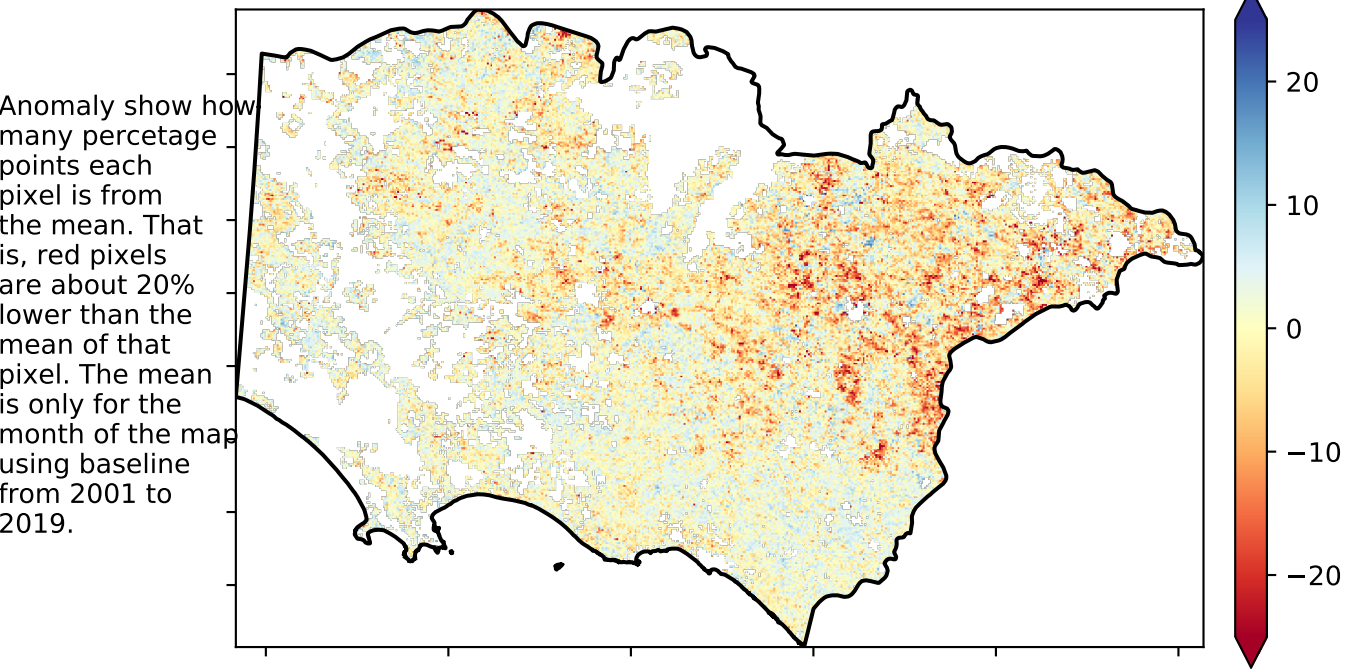 Anomaly show how
many percetage
points each
pixel is from
the mean. That
is, red pixels
are about 20%
lower than the
mean of that
pixel. The mean
is only for the
month of the map
using baseline
from 2001 to
2019.
20
10
0
−10
−20